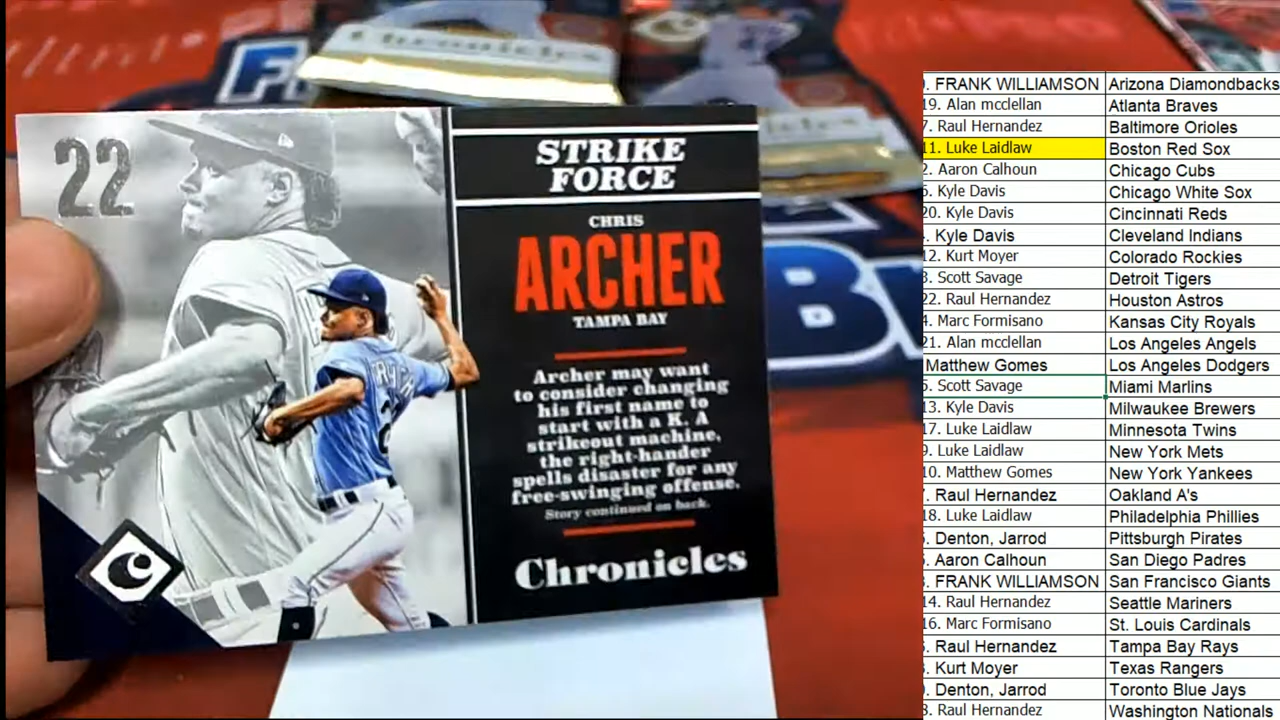 22
STRIKE
FORCE
CHRIS
ARCHER
TAMPA BAY
Archer may want
to consider changing
his first name to
start with a K. A
strikeout machine,
the right-hander
spells disaster for any
free-swinging offense.
Story continued on back.
Chronicles
Chronicles
FRANK WILLIAMSON Arizona Diamondbacks
19. Alan mcclellan Atlanta Braves
7. Raul Hernandez Baltimore Orioles
11. Luke Laidlaw Boston Red Sox
2. Aaron Calhoun Chicago Cubs
Kyle Davis Chicago White Sox
20. Kyle Davis Cincinnati Reds
Kyle Davis Cleveland Indians
12. Kurt Moyer Colorado Rockies
Scott Savage Detroit Tigers
22. Raul Hernandez Houston Astros
4. Marc Formisano Kansas City Royals
21. Alan mcclellan Los Angeles Angels
Matthew Gomes Los Angeles Dodgers
Scott Savage Miami Marlins
13. Kyle Davis Milwaukee Brewers
17. Luke Laidlaw Minnesota Twins
9. Luke Laidlaw New York Mets
10. Matthew Gomes New York Yankees
Raul Hernandez Oakland A's
18. Luke Laidlaw Philadelphia Phillies
Denton, Jarrod Pittsburgh Pirates
Aaron Calhoun San Diego Padres
FRANK WILLIAMSON San Francisco Giants
14. Raul Hernandez Seattle Mariners
16. Marc Formisano St. Louis Cardinals
Raul Hernandez Tampa Bay Rays
Kurt Moyer Texas Rangers
Denton, Jarrod Toronto Blue Jays
Raul Hernandez Washington Nationals